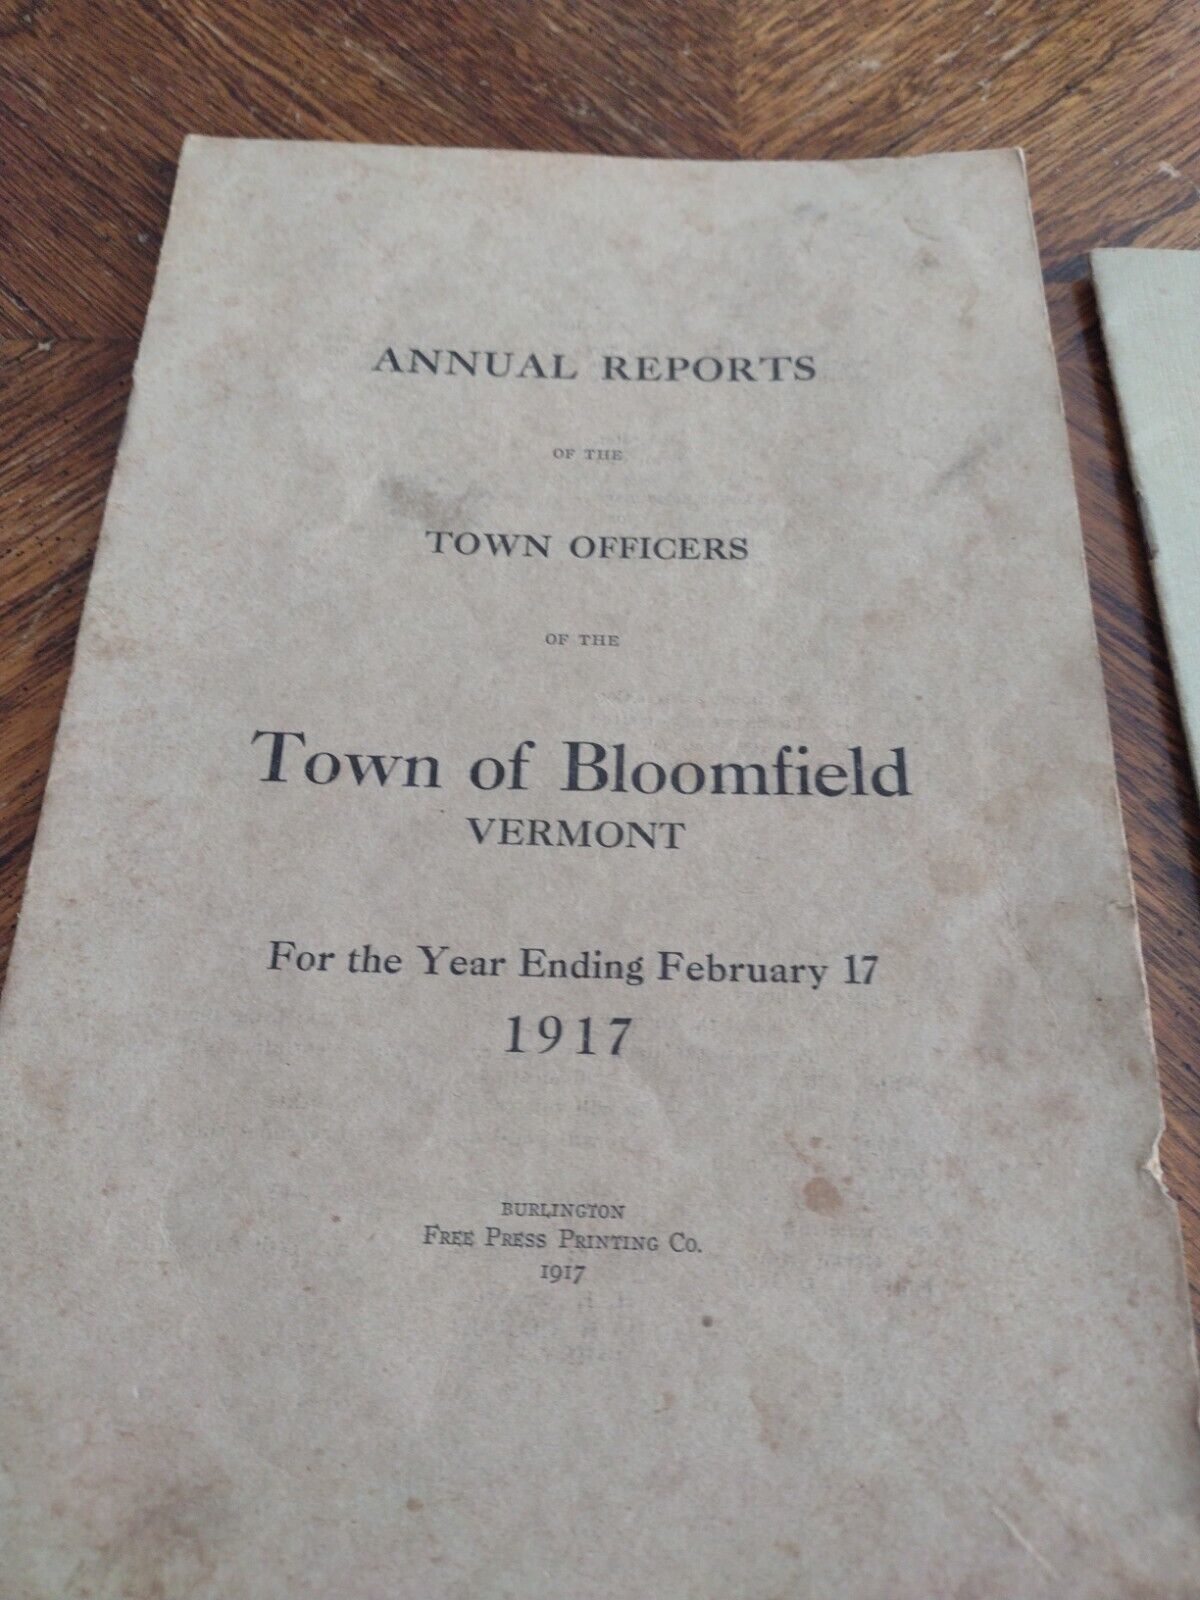 ANNUAL REPORTS
OF THE
TOWN OFFICERS
OF THE
Town of Bloomfield
VERMONT
For the Year Ending February 17
1917
BURLINGTON
FREE PRESS PRINTING CO.
1917